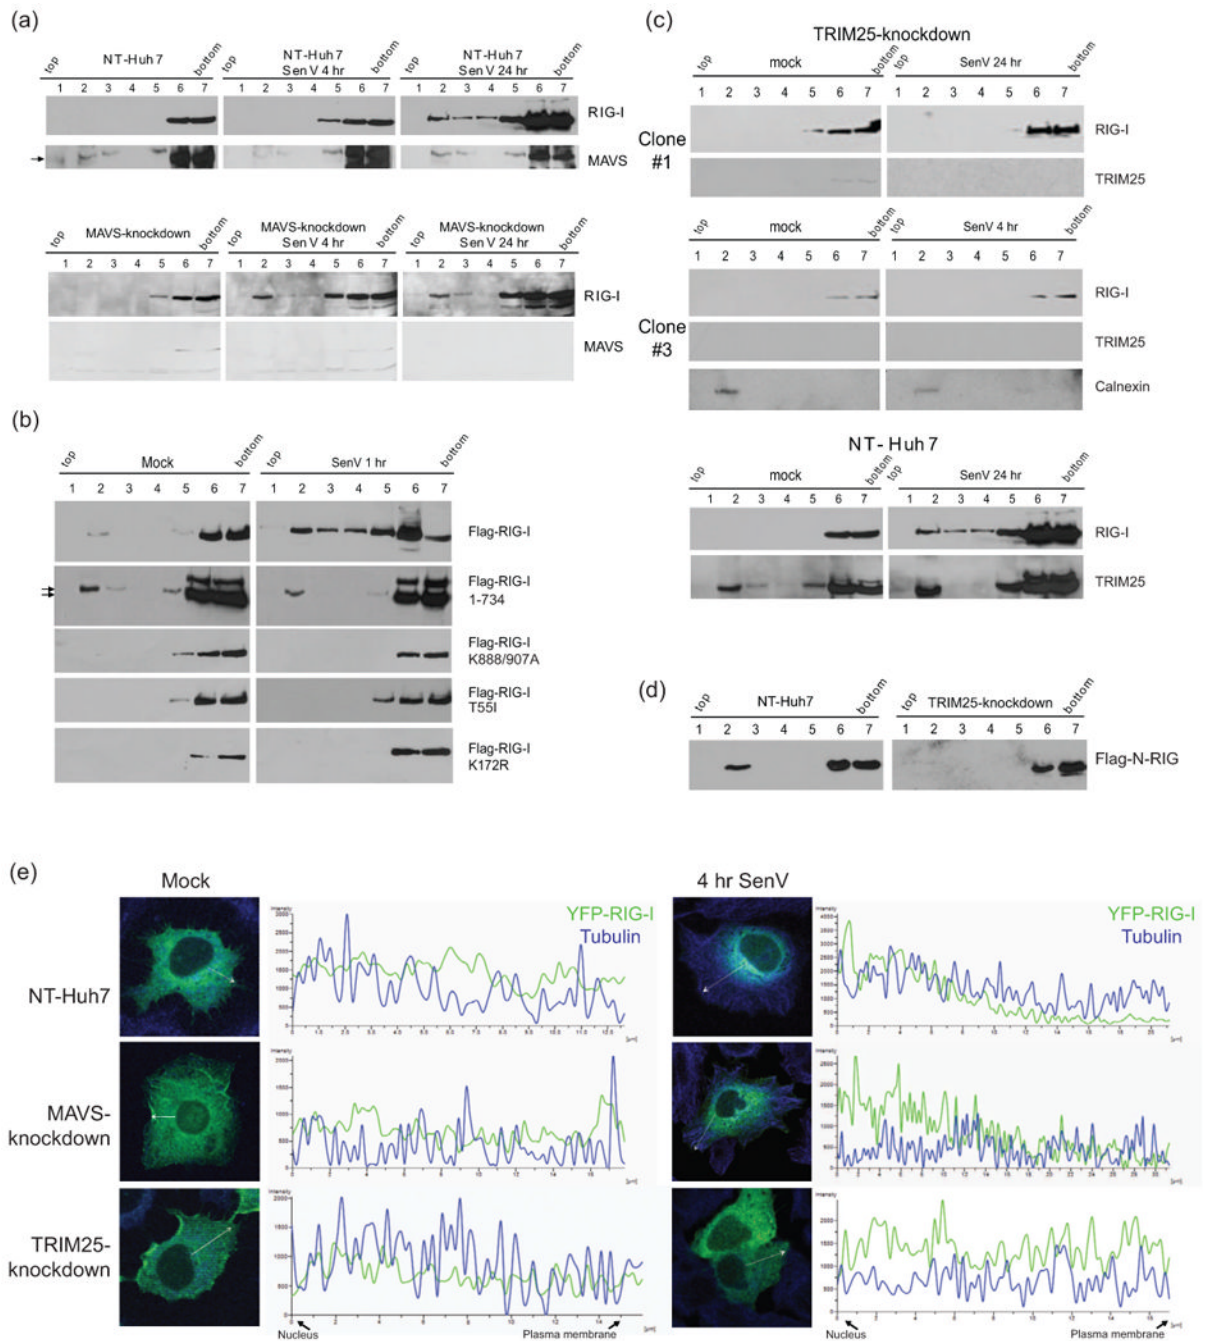 (a)
NT-Huh 7
NT-Huh 7
SenV 4 hr
NT-Huh 7
SenV 24 hr
top
bottom
1 2 3 4 5 6 7
1 2 3 4 5 6 7
1 2 3 4 5 6 7
RIG-I
MAVS
MAVS-knockdown
MAVS-knockdown
SenV 4 hr
MAVS-knockdown
SenV 24 hr
top
bottom
1 2 3 4 5 6 7
1 2 3 4 5 6 7
1 2 3 4 5 6 7
RIG-I
MAVS
(b)
top
Mock
bottom
top
SenV 1 hr
bottom
1 2 3 4 5 6 7
1 2 3 4 5 6 7
Flag-RIG-I
Flag-RIG-I
1-734
Flag-RIG-I
K888/907A
Flag-RIG-I
T55I
Flag-RIG-I
K172R
(c)
TRIM25-knockdown
top
mock
bottom
top
SenV 24 hr
bottom
1 2 3 4 5 6 7
1 2 3 4 5 6 7
Clone
#1
RIG-I
TRIM25
top
mock
bottom
top
SenV 4 hr
bottom
1 2 3 4 5 6 7
1 2 3 4 5 6 7
Clone
#3
RIG-I
TRIM25
Calnexin
NT- Huh 7
top
mock
bottom
top
SenV 24 hr
bottom
1 2 3 4 5 6 7
1 2 3 4 5 6 7
RIG-I
TRIM25
(d)
top
NT-Huh7
bottom
top
TRIM25-knockdown
bottom
1 2 3 4 5 6 7
1 2 3 4 5 6 7
Flag-N-RIG
(e)
Mock
4 hr SenV
NT-Huh7
Intensity
YFP-RIG-I
Tubulin
Intensity
YFP-RIG-I
Tubulin
MAVS-
knockdown
Intensity
Intensity
TRIM25-
knockdown
Intensity
Intensity
Nucleus
Plasma membrane
Nucleus
Plasma membrane